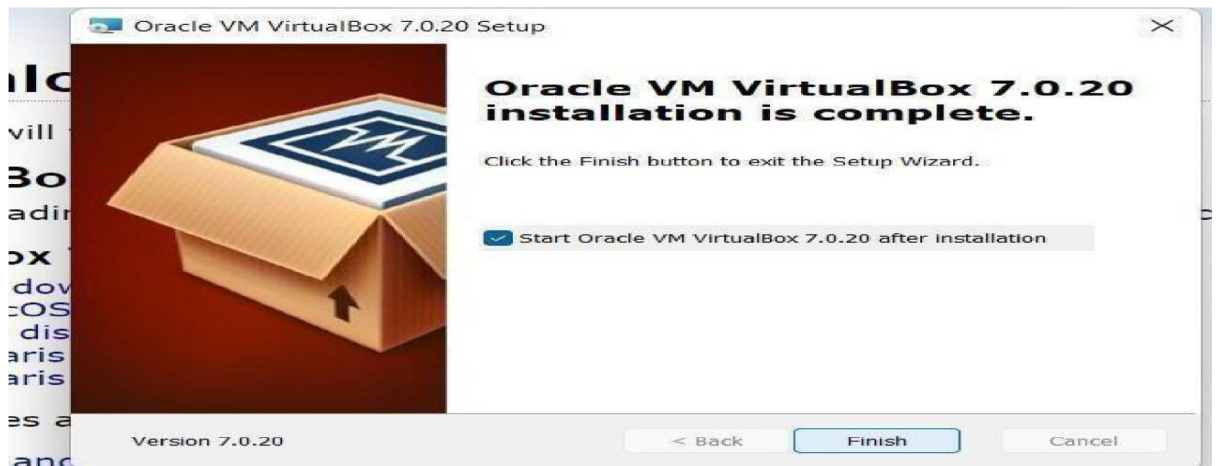 Oracle VM VirtualBox 7.0.20 Setup
Oracle VM VirtualBox 7.0.20
installation is complete.
Click the Finish button to exit the Setup Wizard.
Start Oracle VM VirtualBox 7.0.20 after installation
Version 7.0.20
< Back
Finish
Cancel